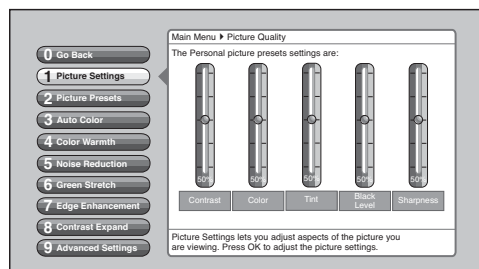 Main Menu ▶ Picture Quality
0 Go Back
1 Picture Settings
2 Picture Presets
3 Auto Color
4 Color Warmth
5 Noise Reduction
6 Green Stretch
7 Edge Enhancement
8 Contrast Expand
9 Advanced Settings
The Personal picture presets settings are:
50% 50% 50% 50% 50%
Contrast Color Tint Black Level Sharpness
Picture Settings lets you adjust aspects of the picture you
are viewing. Press OK to adjust the picture settings.